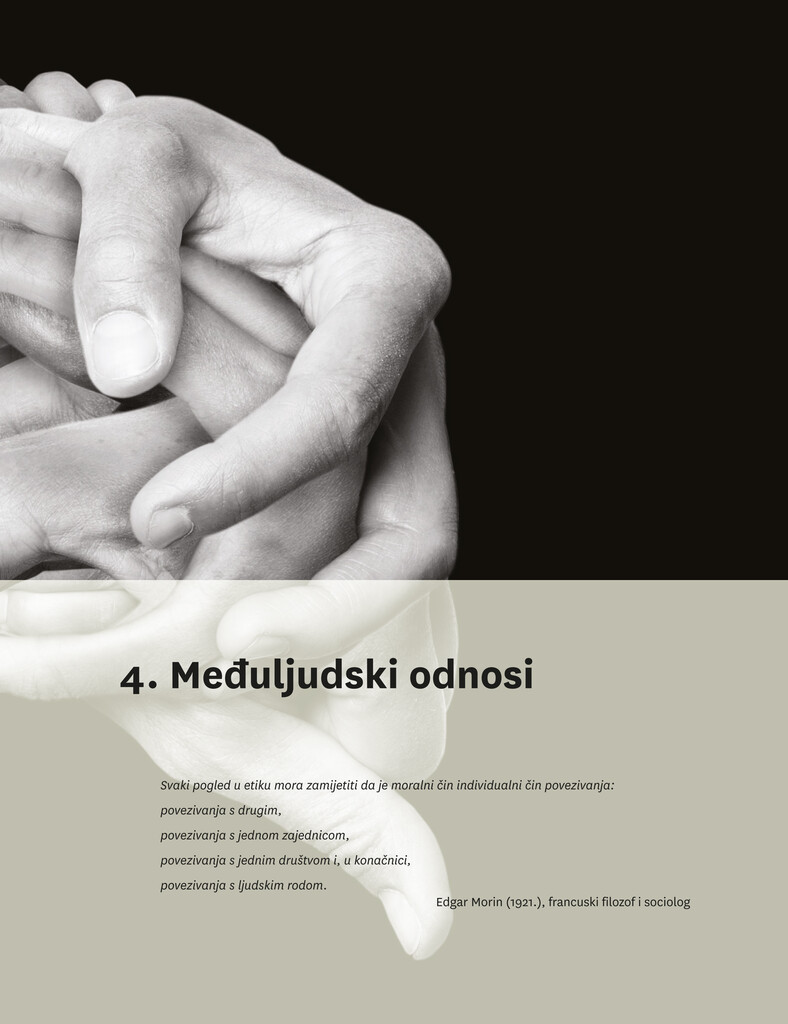 4. Međuljudski odnosi
Svaki pogled u etiku mora zamijetiti da je moralni čin individualni čin povezivanja:
povezivanja s drugim,
povezivanja s jednom zajednicom,
povezivanja s jednim društvom i, u konačnici,
povezivanja s ljudskim rodom.
Edgar Morin (1921.), francuski filozof i sociolog